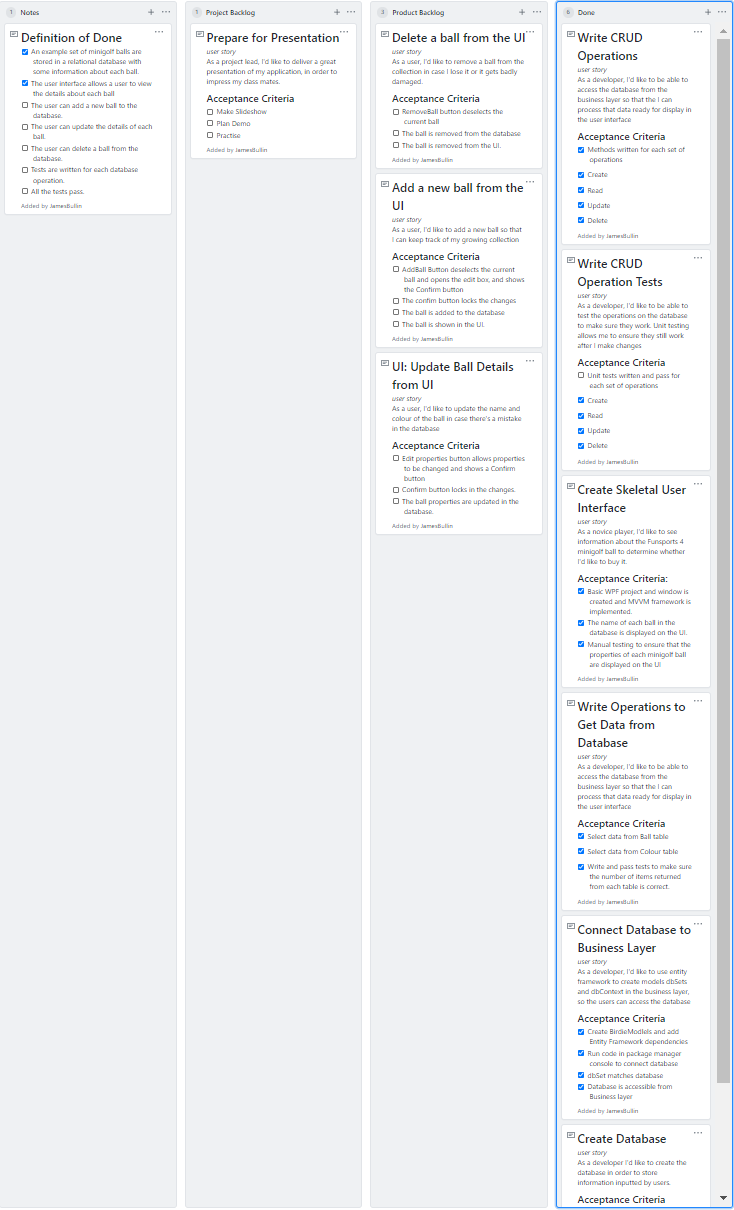 1 Notes
Definition of Done
An example set of minigolf balls are
stored in a relational database with
some information about each ball.
The user interface allows a user to view
the details about each ball
The user can add a new ball to the
database.
The user can update the details of each
ball.
The user can delete a ball from the
database.
Tests are written for each database
operation.
All the tests pass.
Added by JamesBullin
1 Project Backlog
Prepare for Presentation
user story
As a project lead, I'd like to deliver a great
presentation of my application, in order to
impress my class mates.
Acceptance Criteria
Make Slideshow
Plan Demo
Practise
Added by JamesBullin
3 Product Backlog
Delete a ball from the UI
user story
As a user, I'd like to remove a ball from the
collection in case I lose it or it gets badly
damaged.
Acceptance Criteria
RemoveBall button deselects the
current ball
The ball is removed from the database
The ball is removed from the UI.
Added by JamesBullin
Add a new ball from the
UI
user story
As a user, I'd like to add a new ball so that
I can keep track of my growing collection
Acceptance Criteria
AddBall Button deselects the current
ball and opens the edit box, and shows
the Confirm button
The confirm button locks the changes
The ball is added to the database
The ball is shown in the UI.
Added by JamesBullin
UI: Update Ball Details
from UI
user story
As a user, I'd like to update the name and
colour of the ball in case there's a mistake
in the database
Acceptance Criteria
Edit properties button allows properties
to be changed and shows a Confirm
button
Confirm button locks in the changes.
The ball properties are updated in the
database.
Added by JamesBullin
6 Done
Write CRUD
Operations
user story
As a developer, I'd like to be able to
access the database from the
business layer so that the I can
process that data ready for display in
the user interface
Acceptance Criteria
Methods written for each set of
operations
Create
Read
Update
Delete
Added by JamesBullin
Write CRUD
Operation Tests
user story
As a developer, I'd like to be able to
test the operations on the database
to make sure they work. Unit testing
allows me to ensure they still work
after I make changes
Acceptance Criteria
Unit tests written and pass for
each set of operations
Create
Read
Update
Delete
Added by JamesBullin
Create Skeletal User
Interface
user story
As a novice player, I'd like to see
information about the Funsports 4
minigolf ball to determine whether
I'd like to buy it.
Acceptance Criteria:
Basic WPF project and window is
created and MVVM framework is
implemented.
The name of each ball in the
database is displayed on the UI.
Manual testing to ensure that the
properties of each minigolf ball
are displayed on the UI
Added by JamesBullin
Write Operations to
Get Data from
Database
user story
As a developer, I'd like to be able to
access the database from the
business layer so that the I can
process that data ready for display in
the user interface
Acceptance Criteria
Select data from Ball table
Select data from Colour table
Write and pass tests to make sure
the number of items returned
from each table is correct.
Added by JamesBullin
Connect Database to
Business Layer
user story
As a developer, I'd like to use entity
framework to create models dbSets
and dbContext in the business layer,
so the users can access the database
Acceptance Criteria
Create BirdieModlels and add
Entity Framework dependencies
Run code in package manager
console to connect database
dbSet matches database
Database is accessible from
Business layer
Added by JamesBullin
Create Database
user story
As a developer I'd like to create the
database in order to store
information inputted by users.
Acceptance Criteria